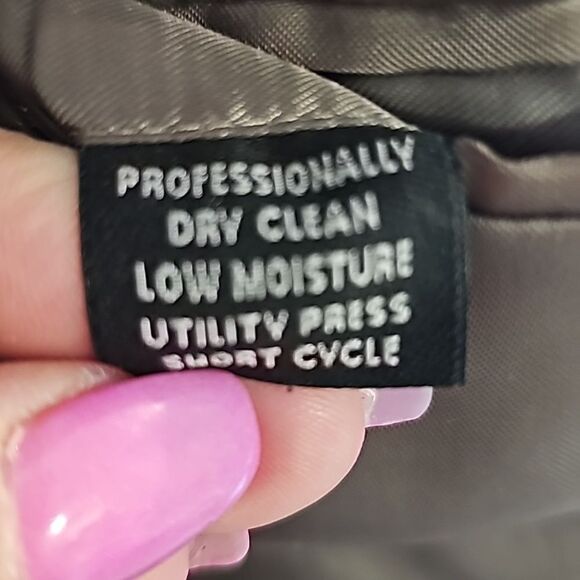 PROFESSIONALLY
DRY CLEAN
LOW MOISTURE
UTILITY PRESS
SHORT CYCLE